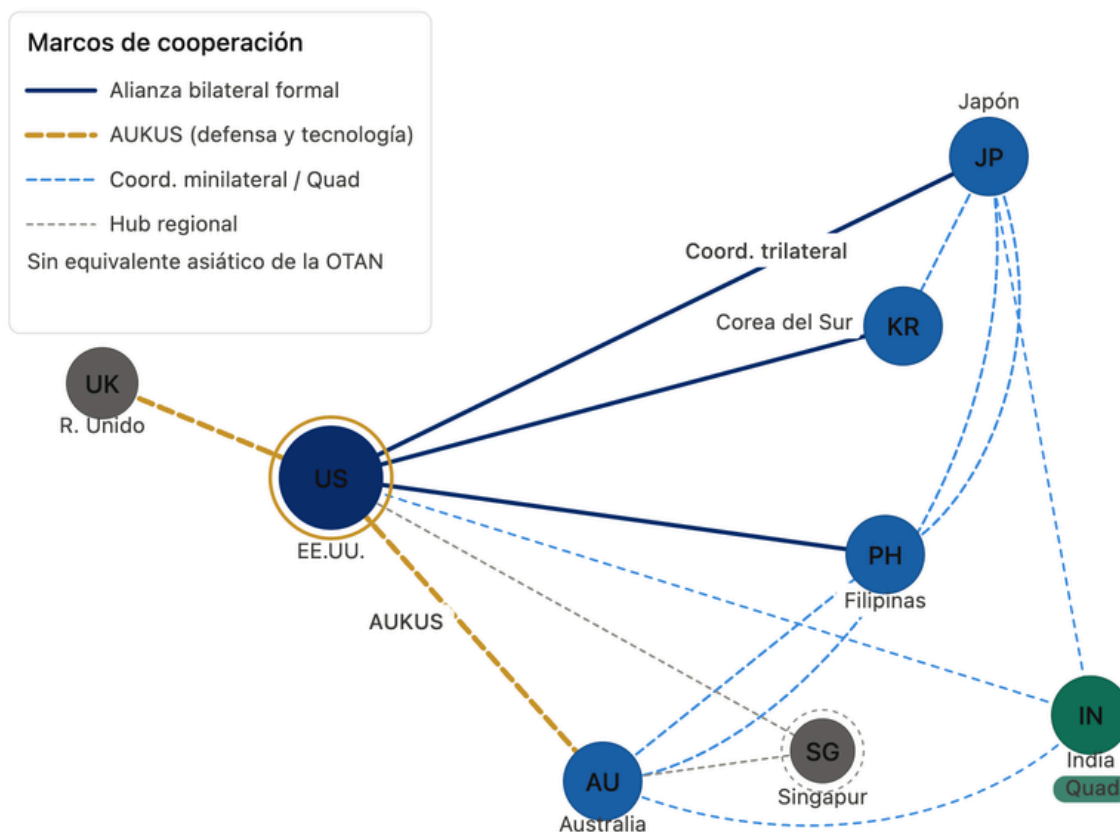 Marcos de cooperación
Alianza bilateral formal
AUKUS (defensa y tecnología)
Coord. minilateral / Quad
Hub regional
Sin equivalente asiático de la OTAN
Japón
JP
Coord. trilateral
Corea del Sur
KR
UK
R. Unido
US
EE.UU.
PH
Filipinas
AUKUS
IN
India
Quad
SG
Singapur
AU
Australia